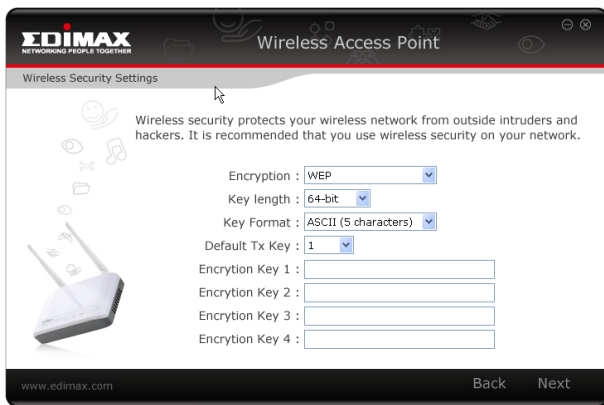 EDIMAX
NETWORKING PEOPLE TOGETHER
Wireless Access Point
Wireless Security Settings
Wireless security protects your wireless network from outside intruders and
hackers. It is recommended that you use wireless security on your network.
Encryption : WEP
Key length : 64-bit
Key Format : ASCII (5 characters)
Default Tx Key : 1
Encrytion Key 1 :
Encrytion Key 2 :
Encrytion Key 3 :
Encrytion Key 4 :
www.edimax.com
Back Next